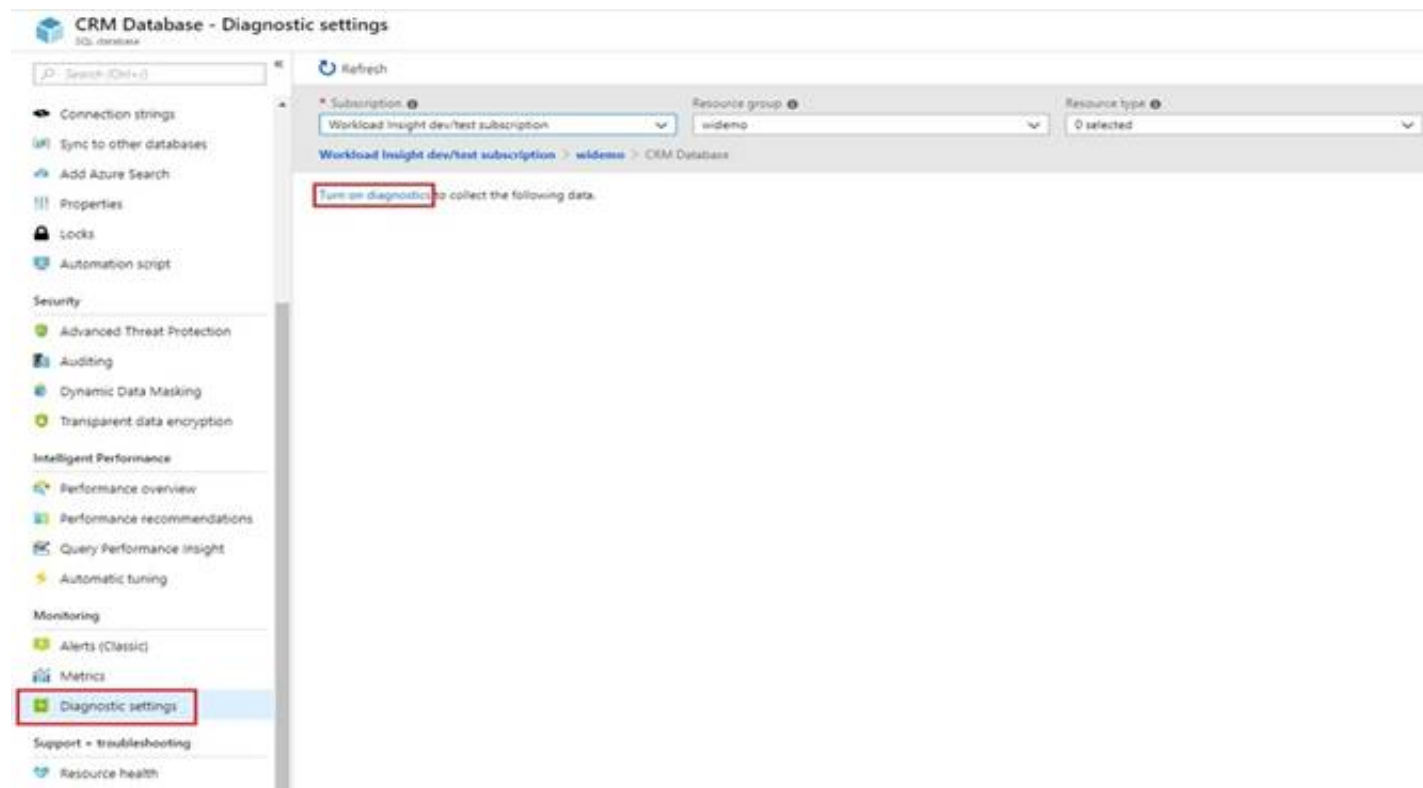 CRM Database - Diagnostic settings
SQL database
Search (Ctrl+/)
Connection strings
Sync to other databases
Add Azure Search
Properties
Locks
Automation script
Security
Advanced Threat Protection
Auditing
Dynamic Data Masking
Transparent data encryption
Intelligent Performance
Performance overview
Performance recommendations
Query Performance Insight
Automatic tuning
Monitoring
Alerts (Classic)
Metrics
Diagnostic settings
Support + troubleshooting
Resource health
Refresh
* Subscription
Workload Insight dev/test subscription
Resource group
widemo
Resource type
0 selected
Workload Insight dev/test subscription > widemo > CRM Database
Turn on diagnostics to collect the following data.